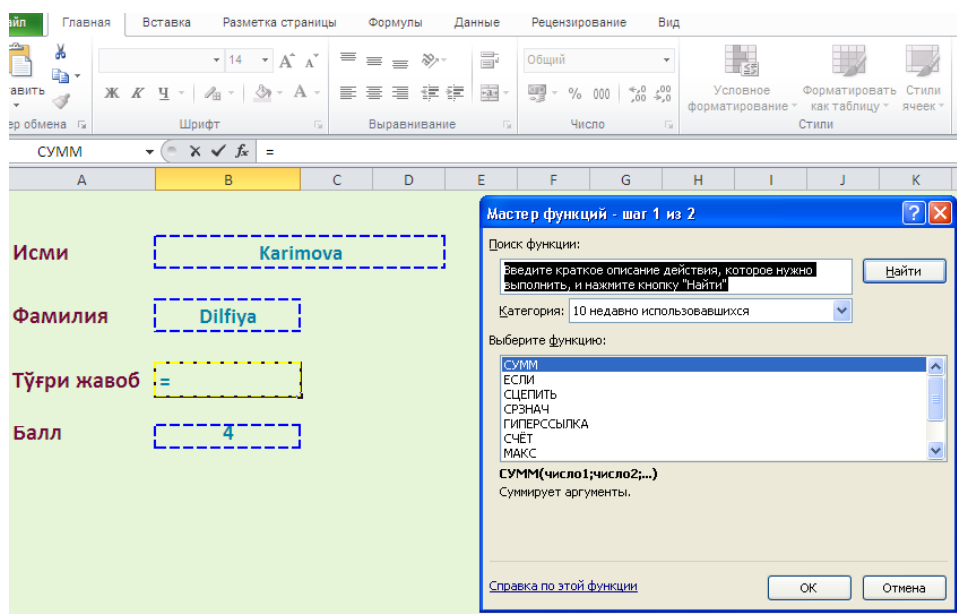 айл Главная Вставка Разметка страницы Формулы Данные Рецензирование Вид
14 A A Общий
Ж К Ч А % 000 ,00 ,00
авить Условное форматирование Форматировать как таблицу Стили ячеек
ер обмена Шрифт Выравнивание Число Стили
СУММ fx =
A B C D E F G H I J K
Исми Karimova
Фамилия Dilfiya
Тўғри жавоб =
Балл 4
Мастер функций - шаг 1 из 2
Поиск функции:
Введите краткое описание действия, которое нужно
выполнить, и нажмите кнопку "Найти"
Найти
Категория: 10 недавно использовавшихся
Выберите функцию:
СУММ
ЕСЛИ
СЦЕПИТЬ
СРЗНАЧ
ГИПЕРССЫЛКА
СЧЁТ
МАКС
СУММ(число1;число2;...)
Суммирует аргументы.
Справка по этой функции
ОК Отмена